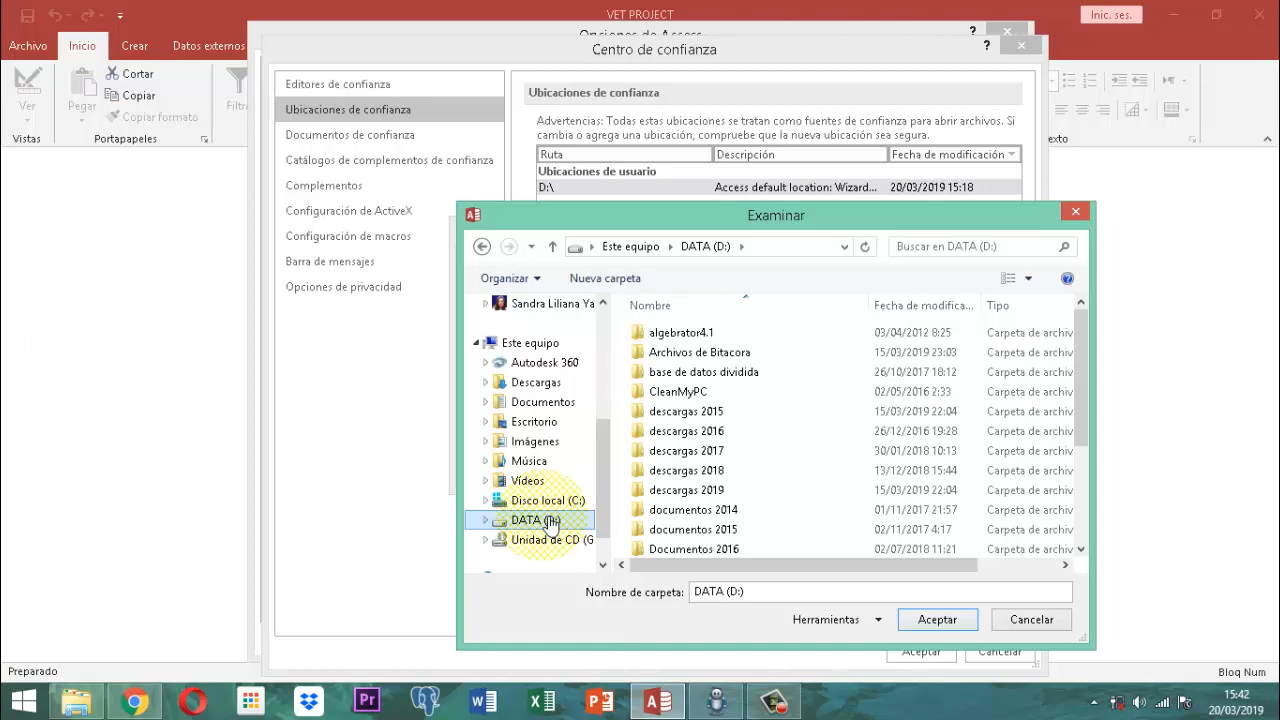 VET PROJECT
Inic. ses.
Archivo
Inicio
Crear
Datos externos
Opciones de Access
Centro de confianza
Ver
Vistas
Pegar
Cortar
Copiar
Copiar formato
Portapapeles
Filtr
exto
Editores de confianza
Ubicaciones de confianza
Documentos de confianza
Catálogos de complementos de confianza
Complementos
Configuración de ActiveX
Configuración de macros
Barra de mensajes
Opciones de privacidad
Ubicaciones de confianza
Advertencias: Todas estas ubicaciones se tratan como fuentes de confianza para abrir archivos. Si
cambia o agrega una ubicación, compruebe que la nueva ubicación sea segura.
Ruta Descripción Fecha de modificación
Ubicaciones de usuario
D:\ Access default location: Wizard... 20/03/2019 15:18
Examinar
Este equipo DATA (D:)
Buscar en DATA (D:)
Organizar
Nueva carpeta
Sandra Liliana Ya
Este equipo
Autodesk 360
Descargas
Documentos
Escritorio
Imágenes
Música
Vídeos
Disco local (C:)
DATA
Unidad de CD (G
Nombre Fecha de modifica... Tipo
algebrator4.1 03/04/2012 8:25 Carpeta de archiv
Archivos de Bitacora 15/03/2019 23:03 Carpeta de archiv
base de datos dividida 26/10/2017 18:12 Carpeta de archiv
CleanMyPC 02/05/2016 2:33 Carpeta de archiv
descargas 2015 15/03/2019 22:04 Carpeta de archiv
descargas 2016 26/12/2016 19:28 Carpeta de archiv
descargas 2017 30/01/2018 10:13 Carpeta de archiv
descargas 2018 13/12/2018 15:44 Carpeta de archiv
descargas 2019 15/03/2019 22:04 Carpeta de archiv
documentos 2014 01/11/2017 21:57 Carpeta de archiv
documentos 2015 02/11/2017 4:17 Carpeta de archiv
Documentos 2016 02/07/2018 11:21 Carpeta de archiv
Nombre de carpeta: DATA (D:)
Herramientas
Aceptar
Cancelar
Aceptar
Cancelar
Preparado
Bloq Num
Pr
15:42
20/03/2019